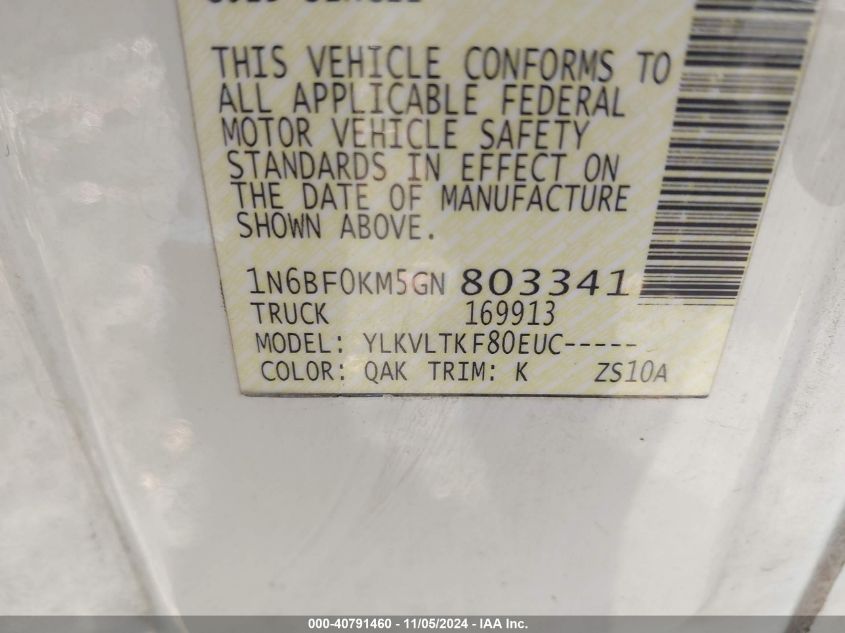 THIS VEHICLE CONFORMS TO
ALL APPLICABLE FEDERAL
MOTOR VEHICLE SAFETY
STANDARDS IN EFFECT ON
THE DATE OF MANUFACTURE
SHOWN ABOVE.
1N6BF0KM5GN 803341
TRUCK 169913
MODEL: YLKVLTKF80EUC-----
COLOR: QAK TRIM: K ZS10A
000-40791460 - 11/05/2024 - IAA Inc.